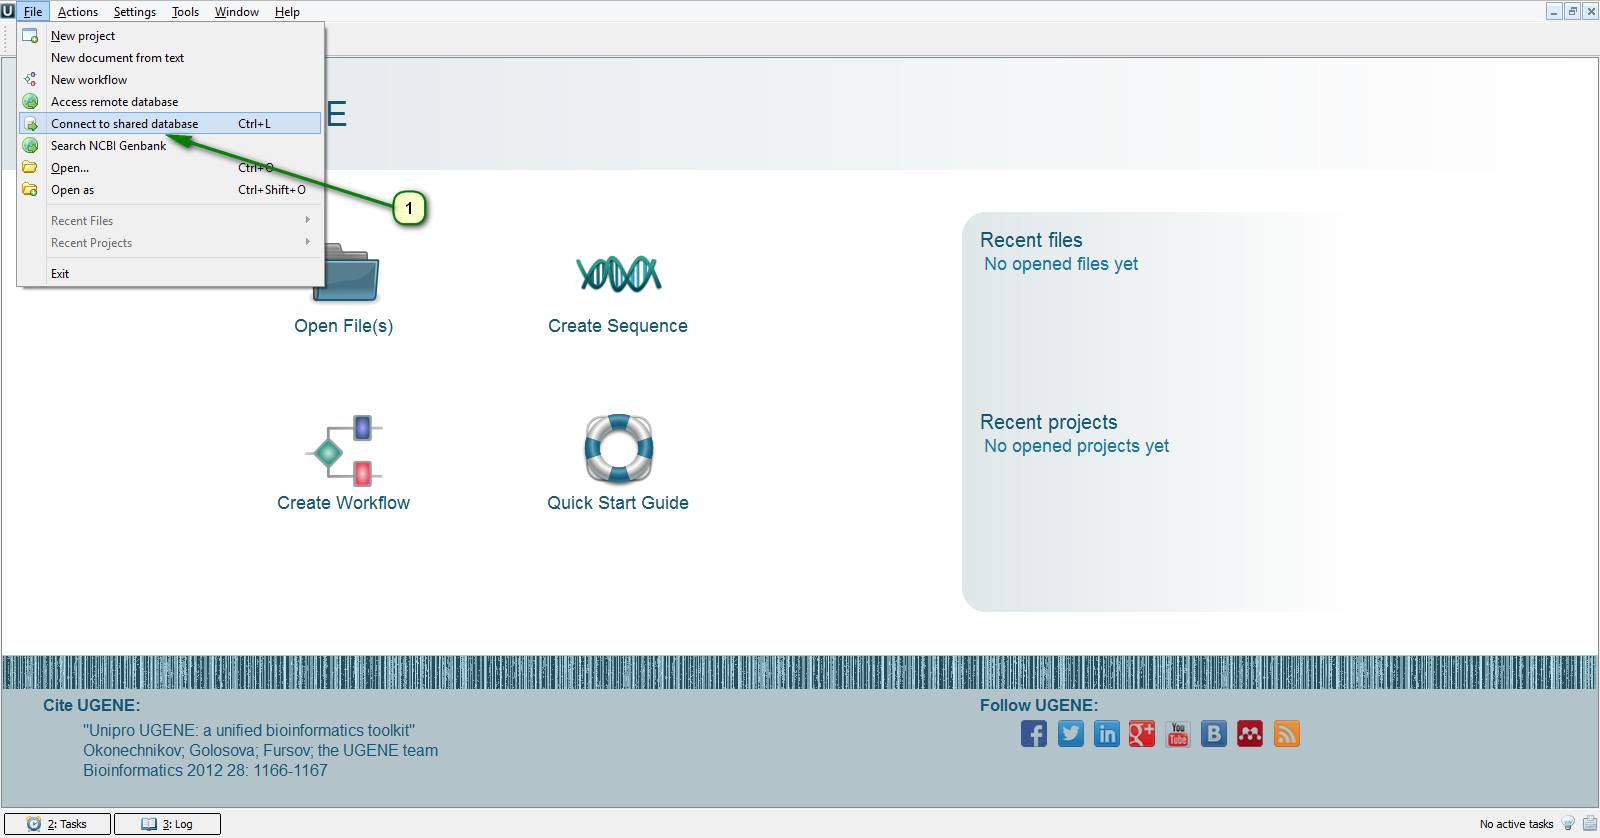 U File Actions Settings Tools Window Help
New project
New document from text
New workflow
Access remote database
Connect to shared database Ctrl+L
Search NCBI Genbank
Open... Ctrl+O
Open as Ctrl+Shift+O
Recent Files
Recent Projects
Exit
E
1
Open File(s)
Create Sequence
Create Workflow
Quick Start Guide
Recent files
No opened files yet
Recent projects
No opened projects yet
Cite UGENE:
"Unipro UGENE: a unified bioinformatics toolkit"
Okonechnikov; Golosova; Fursov; the UGENE team
Bioinformatics 2012 28: 1166-1167
Follow UGENE:
f in g+ You Tube B
2: Tasks 3: Log No active tasks